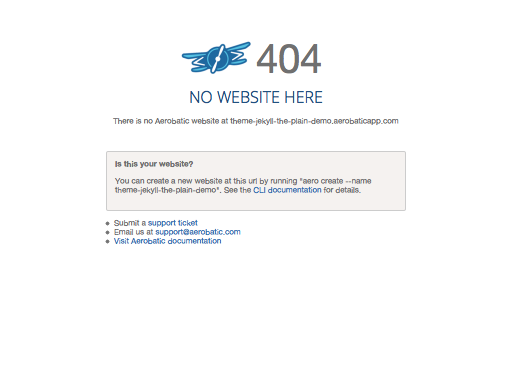 404
NO WEBSITE HERE
There is no Aerobatic website at theme-jekyll-the-plain-demo.aerobaticapp.com
Is this your website?
You can create a new website at this url by running "aero create --name
theme-jekyll-the-plain-demo". See the CLI documentation for details.
Submit a support ticket
Email us at support@aerobatic.com
Visit Aerobatic documentation